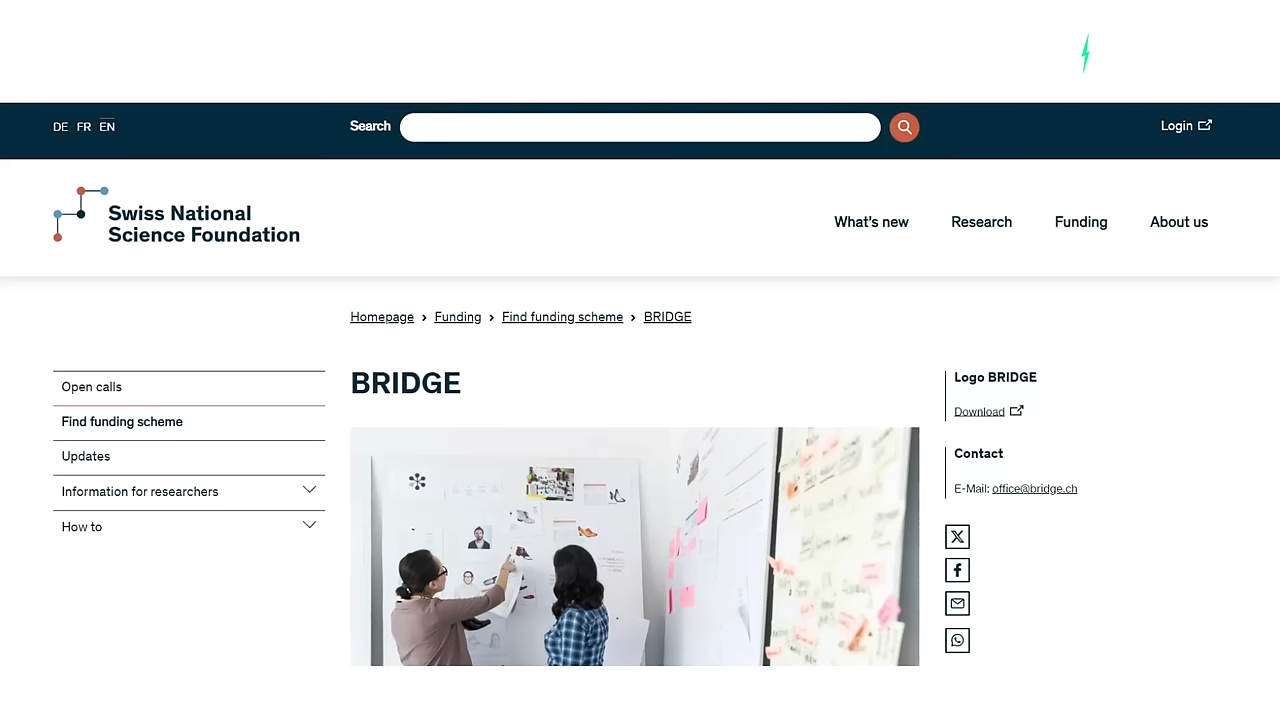 DE FR EN
Search
Login
Swiss National
Science Foundation
What's new
Research
Funding
About us
Homepage › Funding › Find funding scheme › BRIDGE
Open calls
Find funding scheme
Updates
Information for researchers
How to
BRIDGE
Logo BRIDGE
Download
Contact
E-Mail: office@bridge.ch